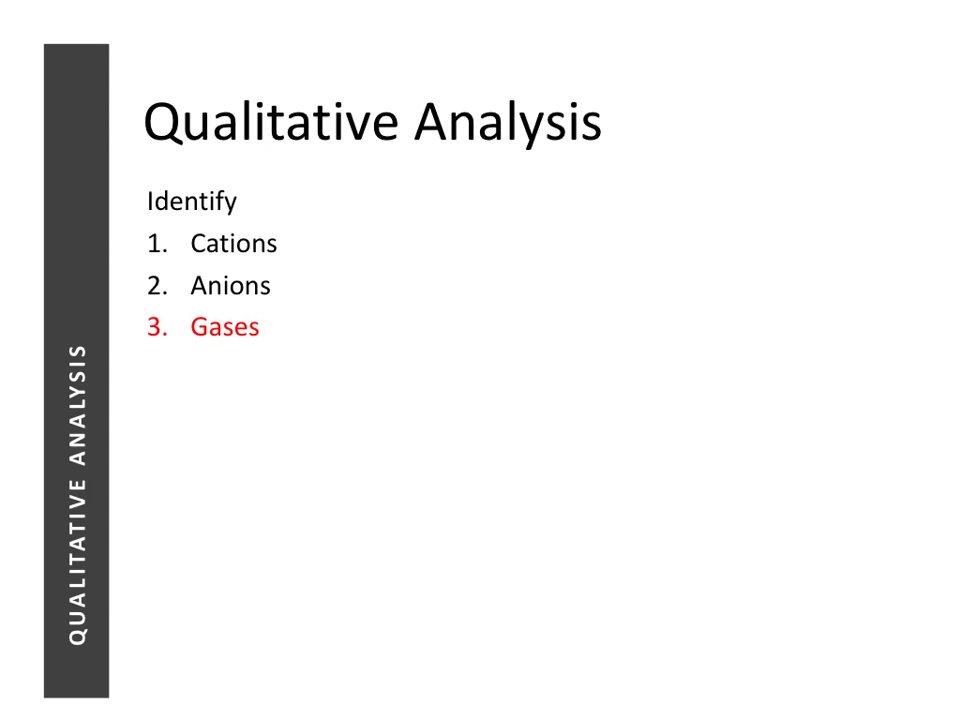 Qualitative Analysis
Identify
1. Cations
2. Anions
3. Gases
QUALITATIVE ANALYSIS